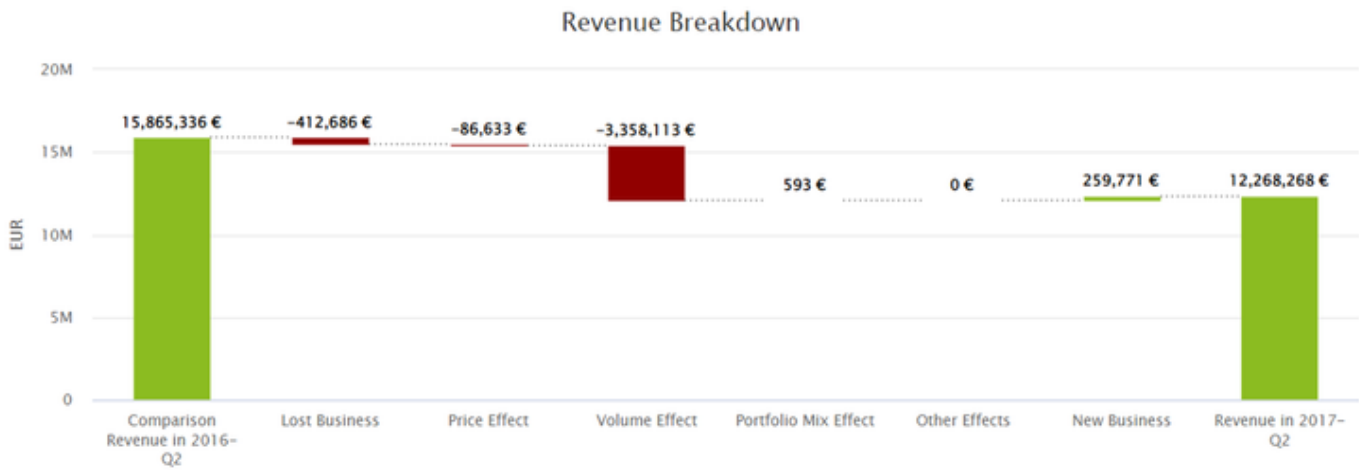 Revenue Breakdown
20M
15M
10M
5M
0
EUR
15,865,336 €
-412,686 €
-86,633 €
-3,358,113 €
593 €
0 €
259,771 €
12,268,268 €
Comparison
Revenue in 2016-
Q2
Lost Business
Price Effect
Volume Effect
Portfolio Mix Effect
Other Effects
New Business
Revenue in 2017-
Q2